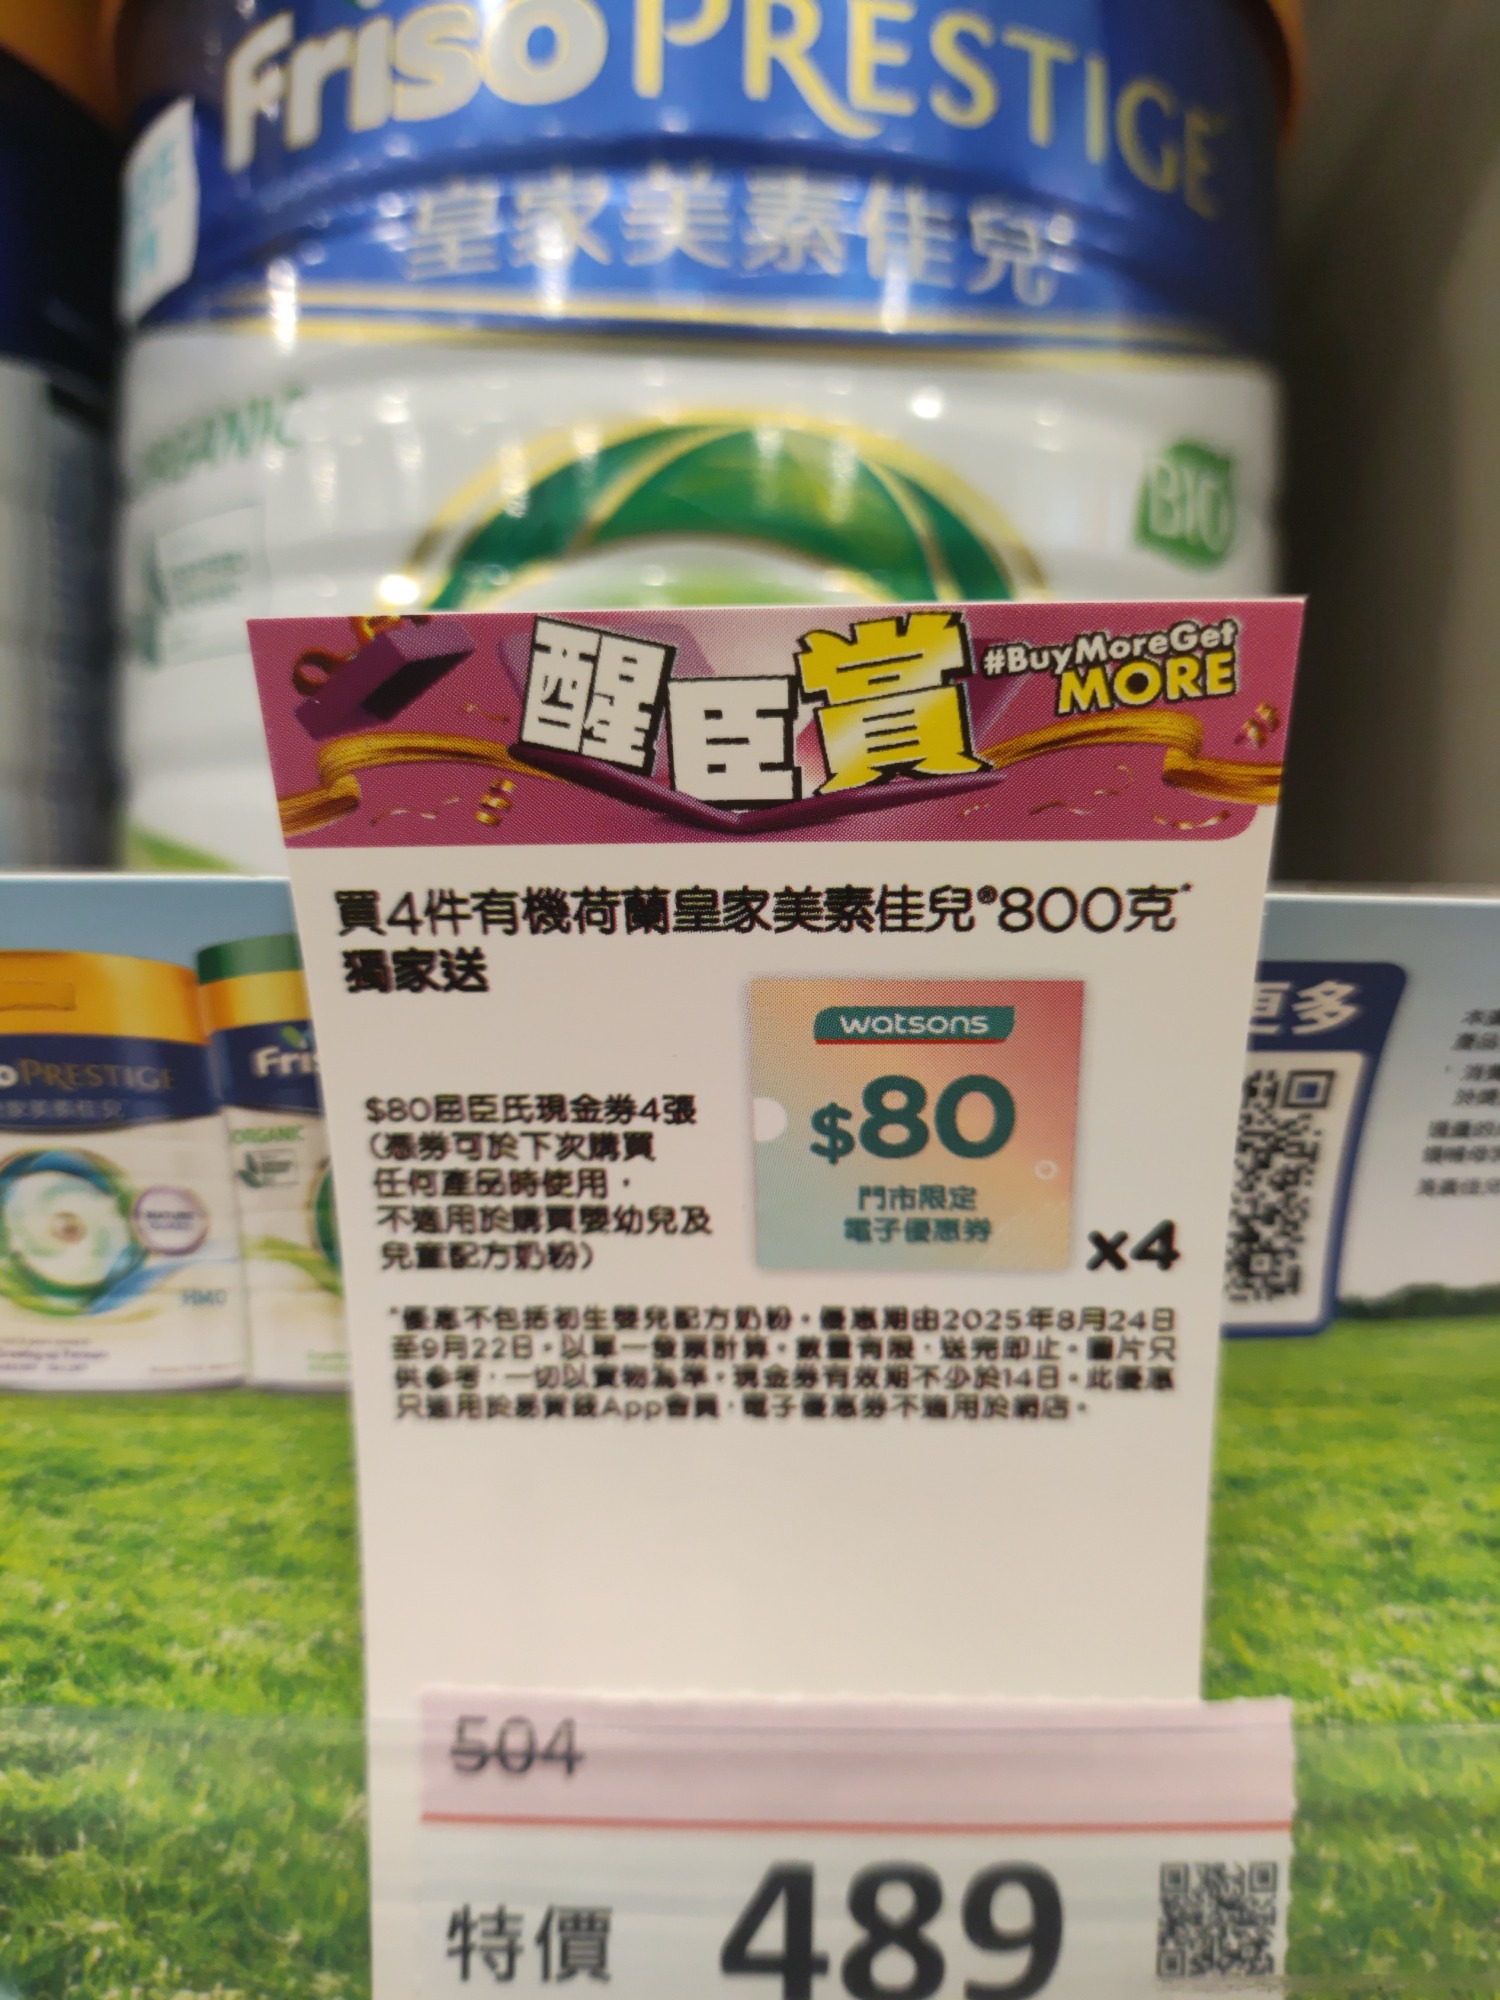 Friso PRESTIGE
皇家美素佳兒
ORGANIC
BIO
醒臣賞
#BuyMoreGet
MORE
買4件有機荷蘭皇家美素佳兒®800克*
獨家送
watsons
$80
門市限定
電子優惠券
x4
$80屈臣氏現金券4張
(憑券可於下次購買
任何產品時使用，
不適用於購買嬰幼兒及
兒童配方奶粉)
*優惠不包括初生嬰兒配方奶粉。優惠期由2025年8月24日
至9月22日。以單一發票計算。數量有限，送完即止。圖片只
供參考，一切以實物為準。現金券有效期不少於14日。此優惠
只適用於易賞錢App會員，電子優惠券不適用於網店。
PRESTIGE
ORGANIC
HMO
更多
504
特價 489